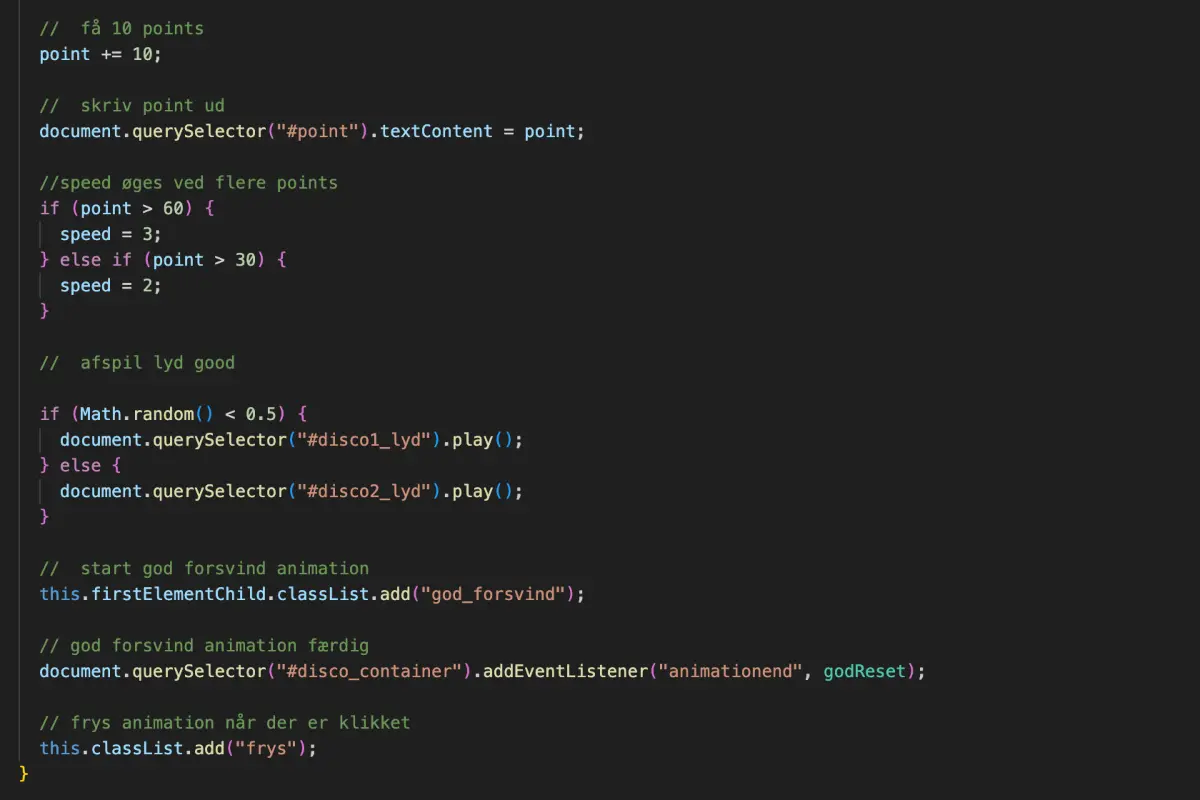 //  få 10 points
point += 10;
//  skriv point ud
document.querySelector("#point").textContent = point;
//speed øges ved flere points
if (point > 60) {
speed = 3;
} else if (point > 30) {
speed = 2;
}
//  afspil lyd good
if (Math.random() < 0.5) {
document.querySelector("#disco1_lyd").play();
} else {
document.querySelector("#disco2_lyd").play();
}
//  start god forsvind animation
this.firstElementChild.classList.add("god_forsvind");
// god forsvind animation færdig
document.querySelector("#disco_container").addEventListener("animationend", godReset);
// frys animation når der er klikket
this.classList.add("frys");
}